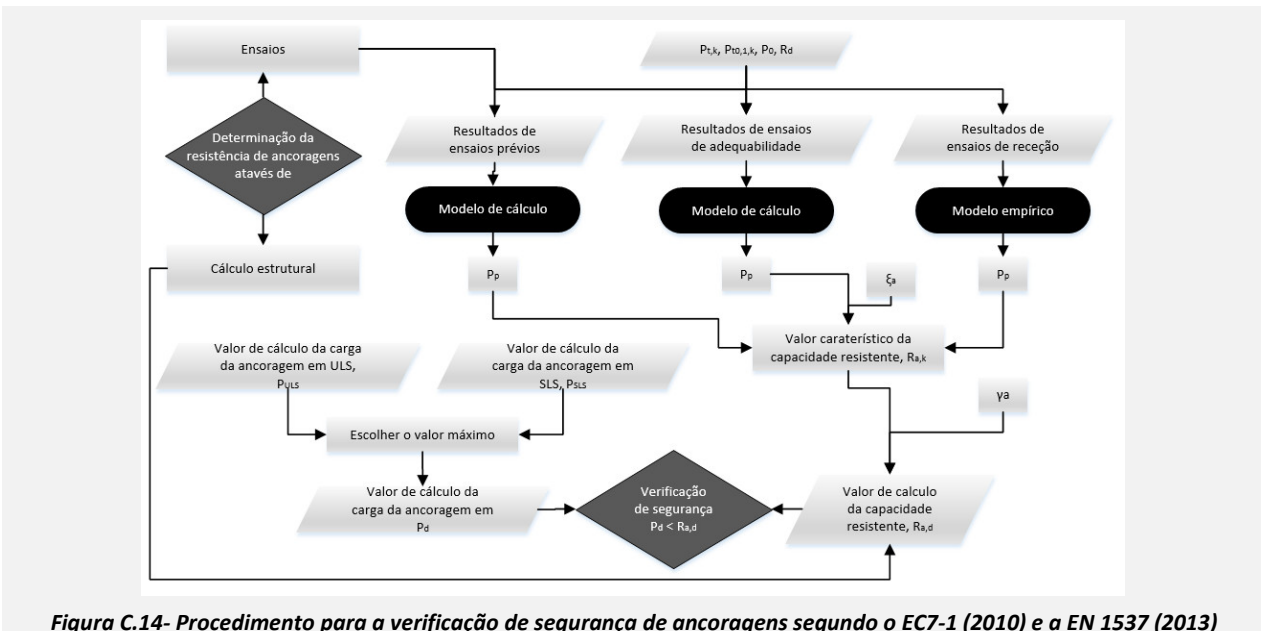 Ensaios
Pt,k, Pt0,1,k, P0, Rd
Determinação da
resistência de ancoragens
atavés de
Resultados de
ensaios prévios
Resultados de ensaios
de adequabilidade
Resultados de
ensaios de receção
Modelo de cálculo
Modelo de cálculo
Modelo empírico
Cálculo estrutural
Pp
Pp
ξa
Pp
Valor caraterístico da
capacidade resistente, Ra,k
Valor de cálculo da carga
da ancoragem em ULS,
PULS
Valor de cálculo da
carga da ancoragem em
SLS, PSLS
γa
Escolher o valor máximo
Valor de cálculo da
carga da ancoragem em
Pd
Verificação
de segurança
Pd < Ra,d
Valor de calculo
da capacidade
resistente, Ra,d
Figura C.14- Procedimento para a verificação de segurança de ancoragens segundo o EC7-1 (2010) e a EN 1537 (2013)